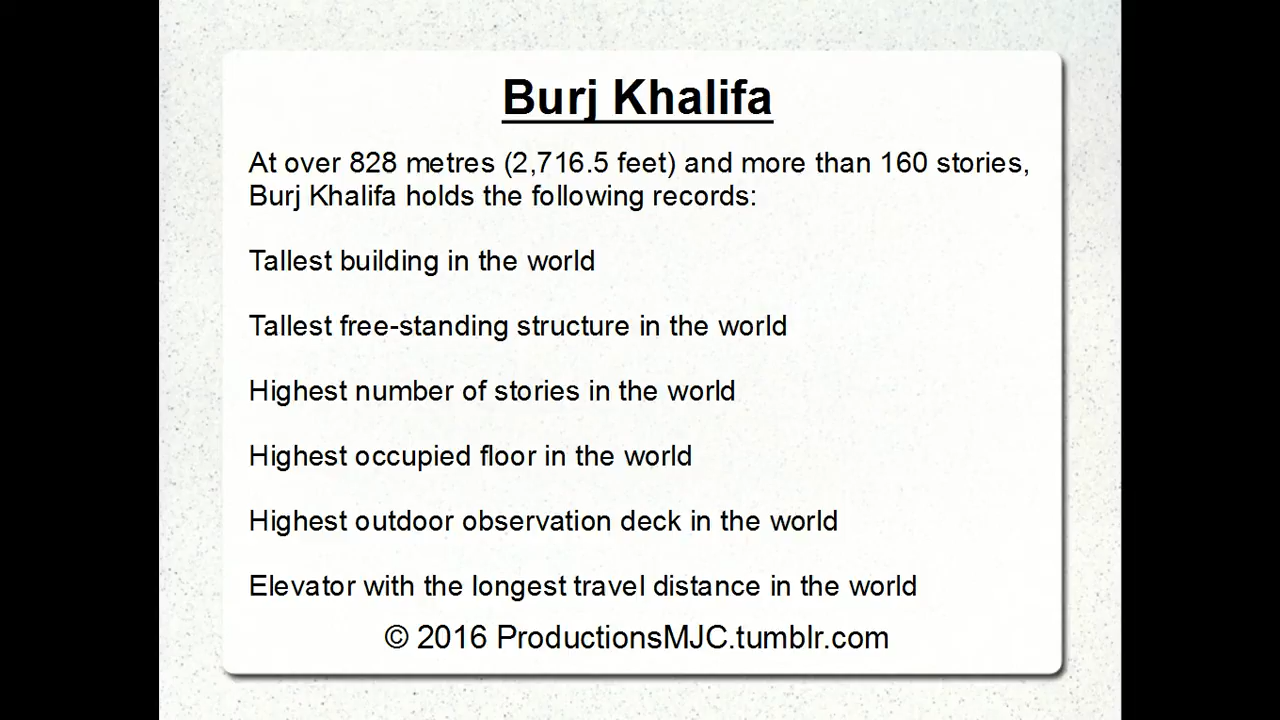 Burj Khalifa
At over 828 metres (2,716.5 feet) and more than 160 stories,
Burj Khalifa holds the following records:
Tallest building in the world
Tallest free-standing structure in the world
Highest number of stories in the world
Highest occupied floor in the world
Highest outdoor observation deck in the world
Elevator with the longest travel distance in the world
© 2016 ProductionsMJC.tumblr.com